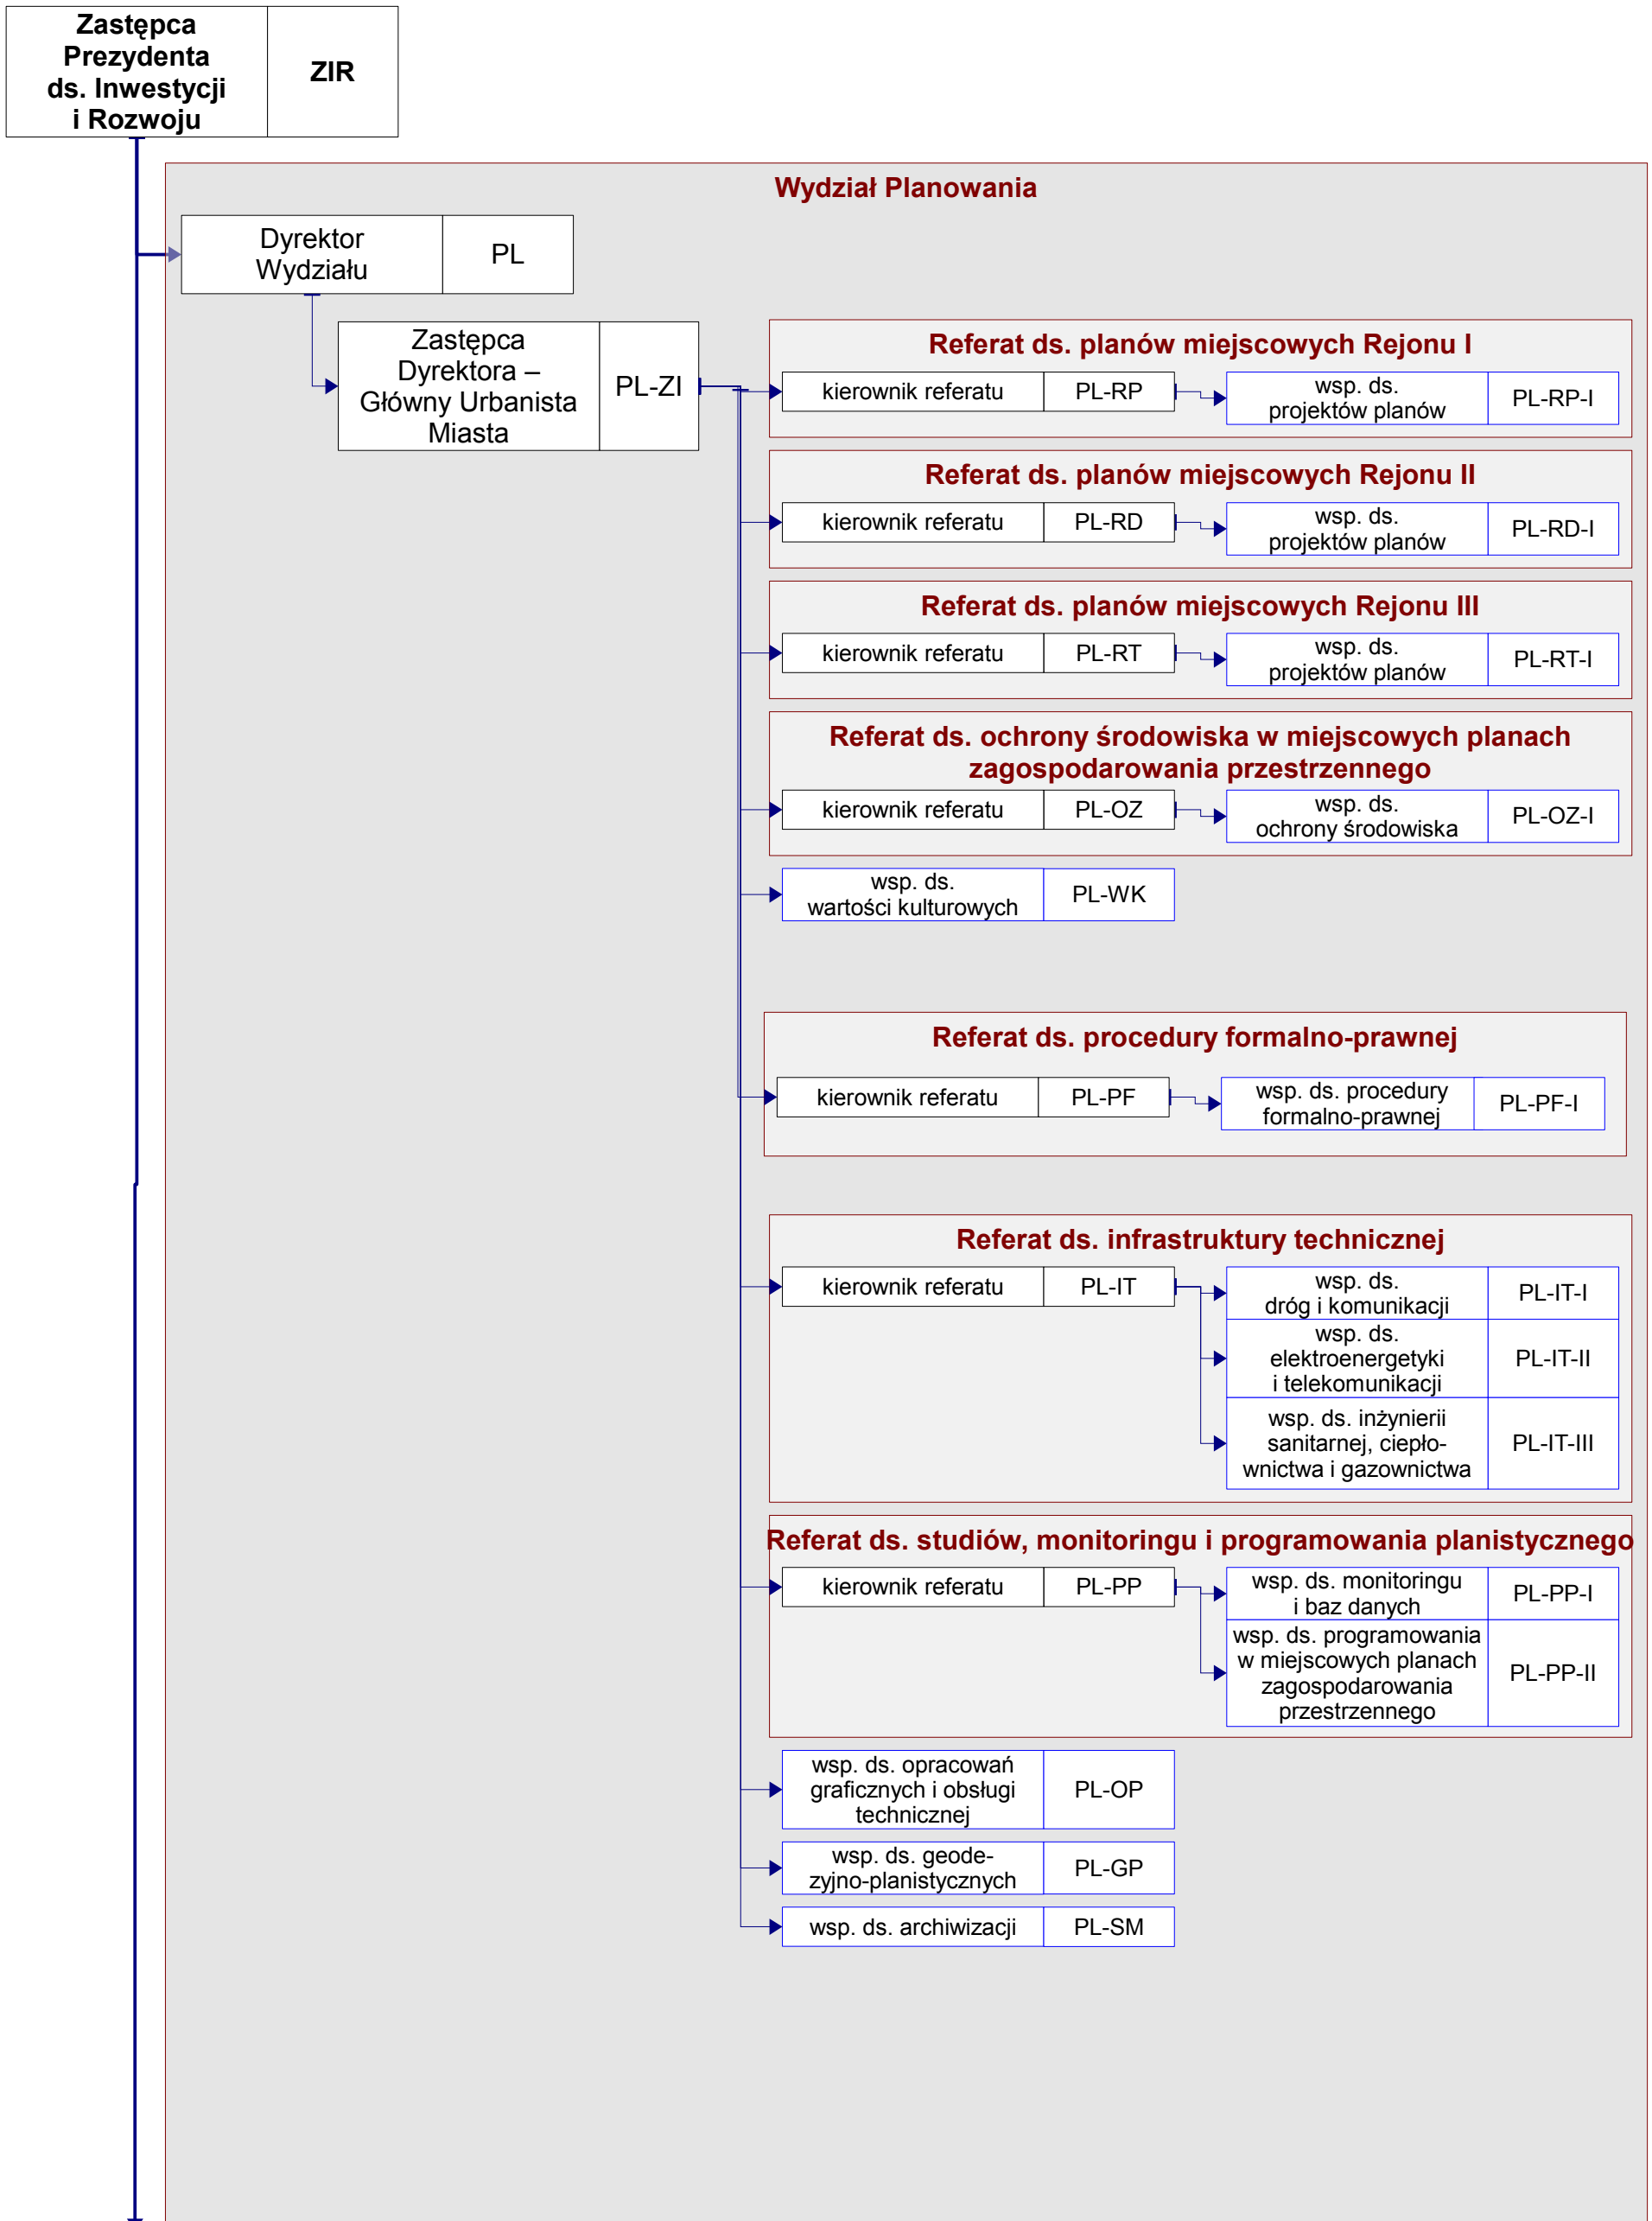 Zastępca
Prezydenta
ds. Inwestycji
i Rozwoju
ZIR
Wydział Planowania
Dyrektor
Wydziału
PL
Zastępca
Dyrektora –
Główny Urbanista
Miasta
PL-ZI
Referat ds. planów miejscowych Rejonu I
kierownik referatu
PL-RP
wsp. ds.
projektów planów
PL-RP-I
Referat ds. planów miejscowych Rejonu II
kierownik referatu
PL-RD
wsp. ds.
projektów planów
PL-RD-I
Referat ds. planów miejscowych Rejonu III
kierownik referatu
PL-RT
wsp. ds.
projektów planów
PL-RT-I
Referat ds. ochrony środowiska w miejscowych planach
zagospodarowania przestrzennego
kierownik referatu
PL-OZ
wsp. ds.
ochrony środowiska
PL-OZ-I
wsp. ds.
wartości kulturowych
PL-WK
Referat ds. procedury formalno-prawnej
kierownik referatu
PL-PF
wsp. ds. procedury
formalno-prawnej
PL-PF-I
Referat ds. infrastruktury technicznej
kierownik referatu
PL-IT
wsp. ds.
dróg i komunikacji
PL-IT-I
wsp. ds.
elektroenergetyki
i telekomunikacji
PL-IT-II
wsp. ds. inżynierii
sanitarnej, ciepło-
wnictwa i gazownictwa
PL-IT-III
Referat ds. studiów, monitoringu i programowania planistycznego
kierownik referatu
PL-PP
wsp. ds. monitoringu
i baz danych
PL-PP-I
wsp. ds. programowania
w miejscowych planach
zagospodarowania
przestrzennego
PL-PP-II
wsp. ds. opracowań
graficznych i obsługi
technicznej
PL-OP
wsp. ds. geode-
zyjno-planistycznych
PL-GP
wsp. ds. archiwizacji
PL-SM